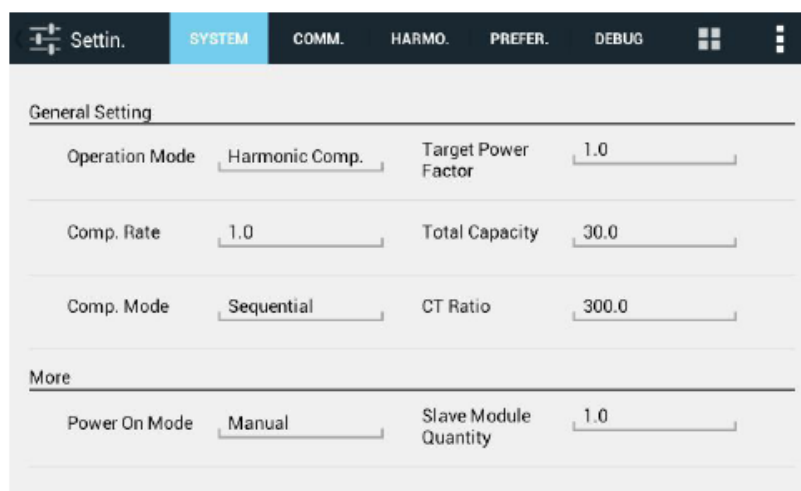 Settin. SYSTEM COMM. HARMO. PREFER. DEBUG
General Setting
Operation Mode Harmonic Comp. Target Power Factor 1.0
Comp. Rate 1.0 Total Capacity 30.0
Comp. Mode Sequential CT Ratio 300.0
More
Power On Mode Manual Slave Module Quantity 1.0